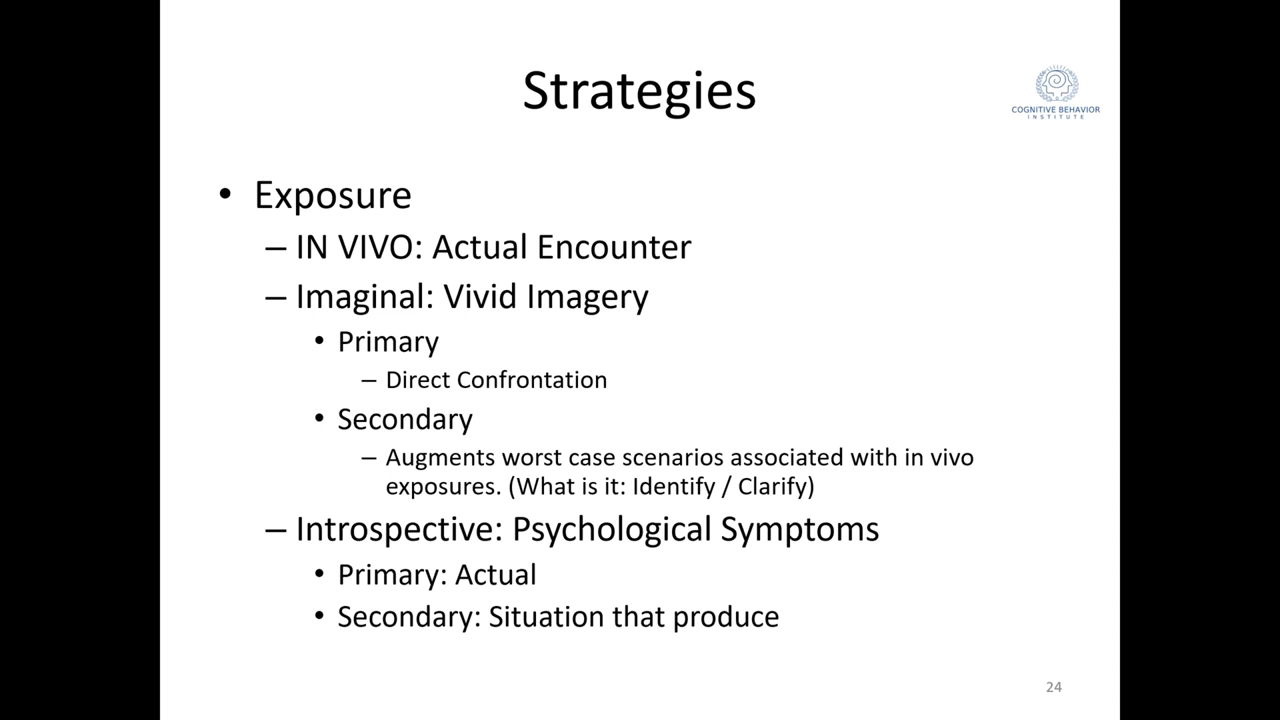 Strategies
COGNITIVE BEHAVIOR
INSTITUTE
• Exposure
– IN VIVO: Actual Encounter
– Imaginal: Vivid Imagery
• Primary
– Direct Confrontation
• Secondary
– Augments worst case scenarios associated with in vivo
exposures. (What is it: Identify / Clarify)
– Introspective: Psychological Symptoms
• Primary: Actual
• Secondary: Situation that produce
24